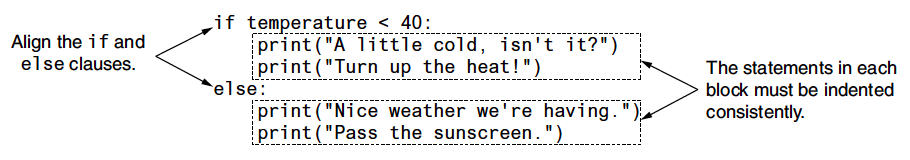 Align the if and
else clauses.
if temperature < 40:
    print("A little cold, isn't it?")
    print("Turn up the heat!")
else:
    print("Nice weather we're having.")
    print("Pass the sunscreen.")
The statements in each
block must be indented
consistently.